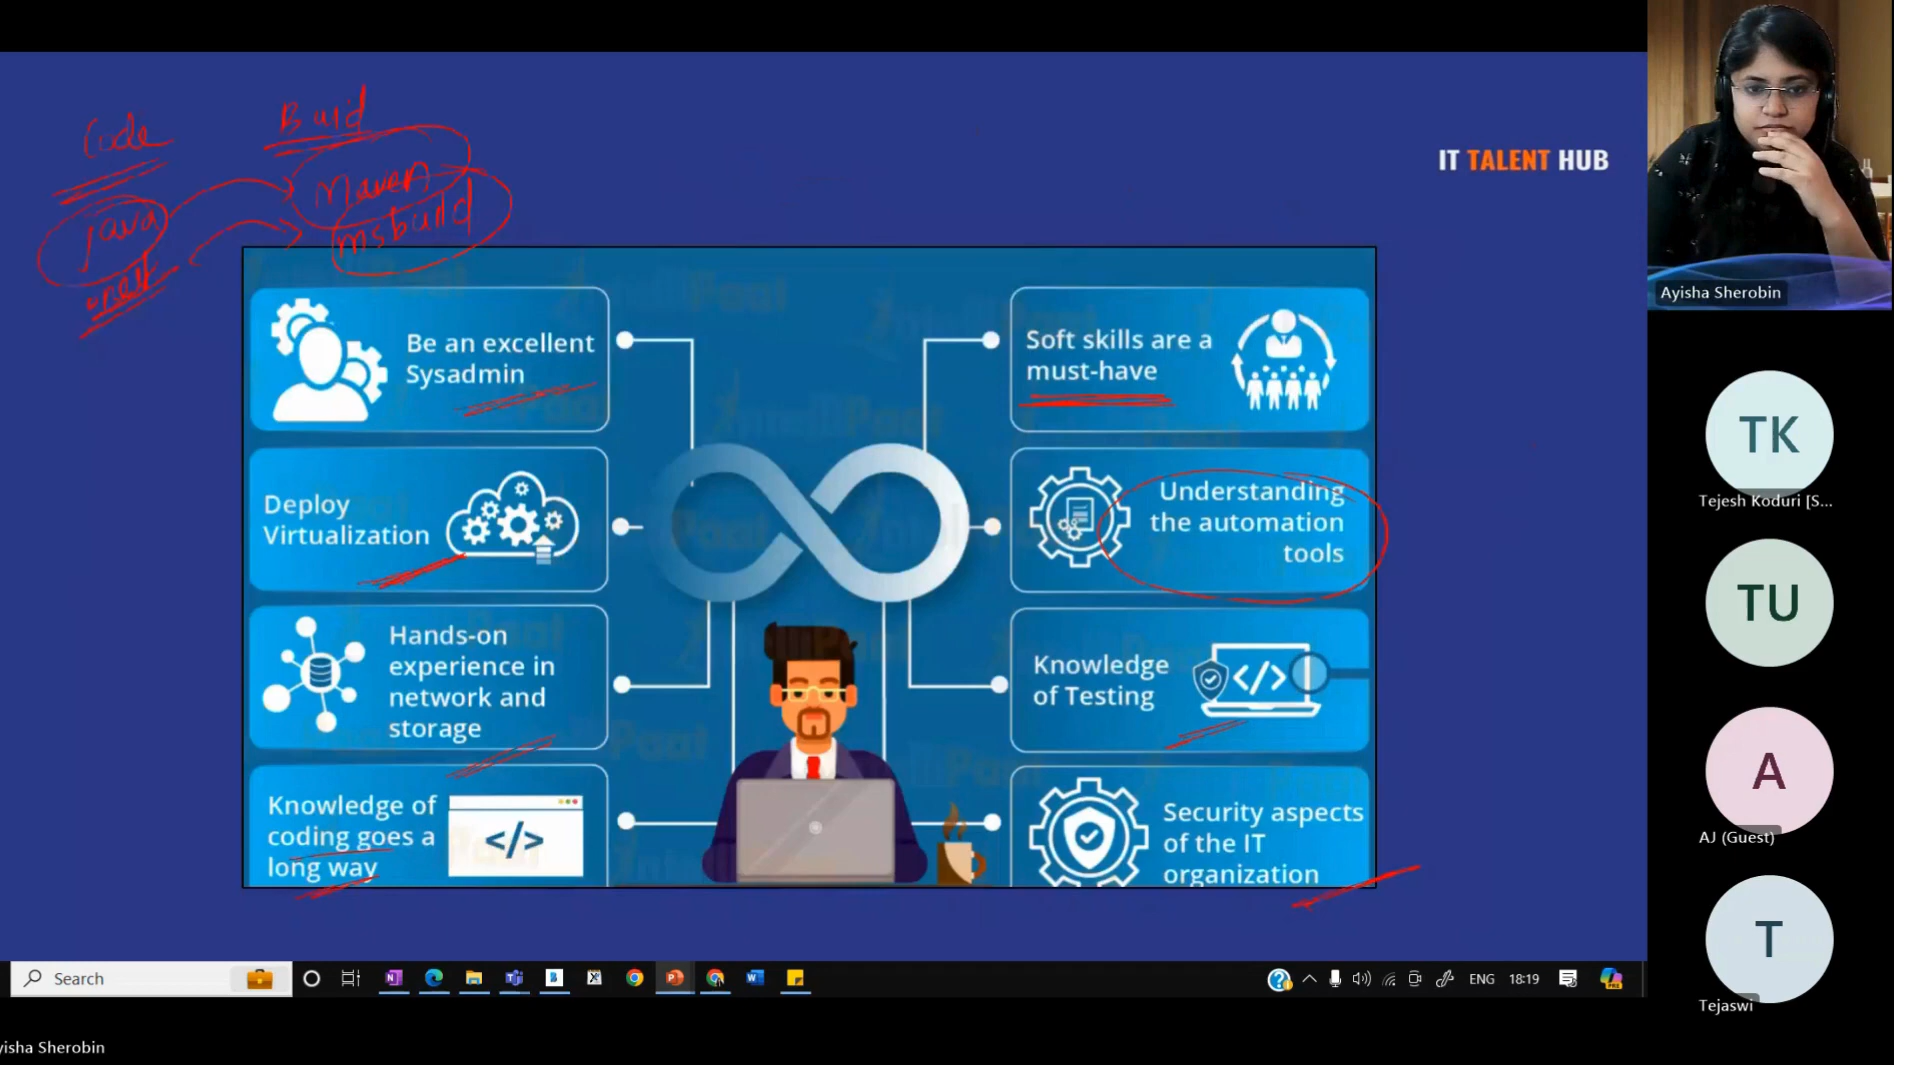 Code
Build
java
Maven
msbuild
IT TALENT HUB
Ayisha Sherobin
Be an excellent
Sysadmin
Soft skills are a
must-have
Deploy
Virtualization
Understanding
the automation
tools
Hands-on
experience in
network and
storage
Knowledge
of Testing
Knowledge of
coding goes a
long way
Security aspects
of the IT
organization
TK
Tejesh Koduri [S...
TU
A
AJ (Guest)
T
Tejaswi
Search
ENG
18:19
yisha Sherobin